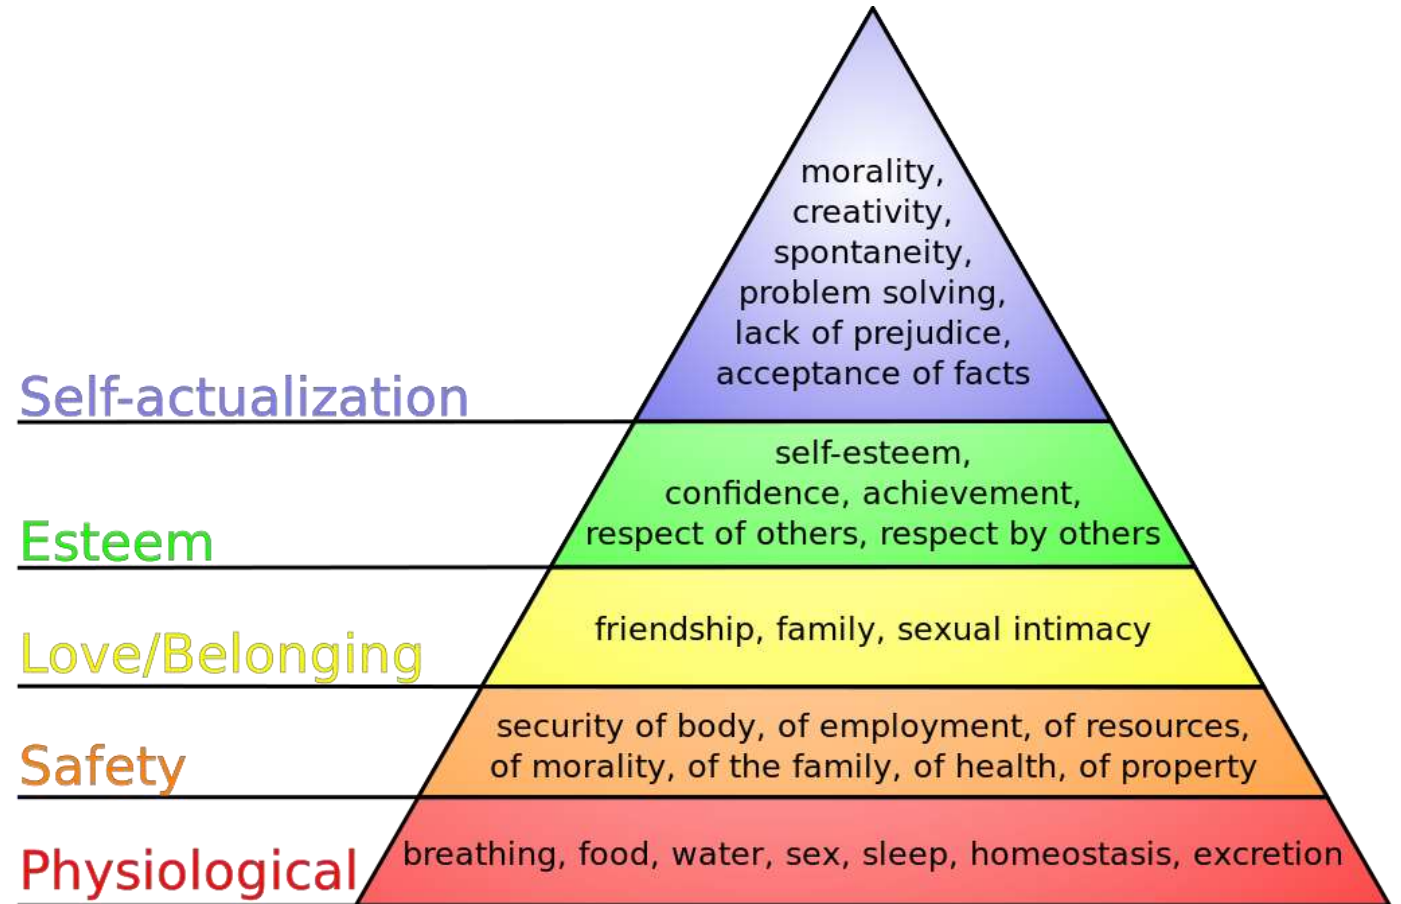 morality,
creativity,
spontaneity,
problem solving,
lack of prejudice,
acceptance of facts
Self-actualization
self-esteem,
confidence, achievement,
respect of others, respect by others
Esteem
friendship, family, sexual intimacy
Love/Belonging
security of body, of employment, of resources,
of morality, of the family, of health, of property
Safety
breathing, food, water, sex, sleep, homeostasis, excretion
Physiological